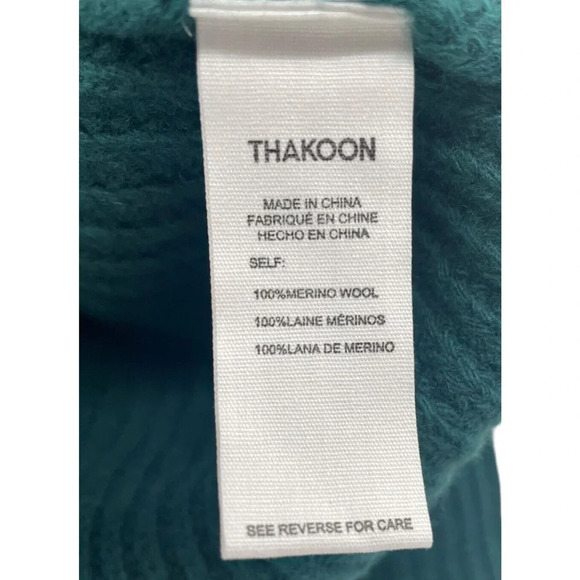 THAKOON
MADE IN CHINA
FABRIQUÉ EN CHINE
HECHO EN CHINA
SELF:
100%MERINO WOOL
100%LAINE MÉRINOS
100%LANA DE MERINO
SEE REVERSE FOR CARE